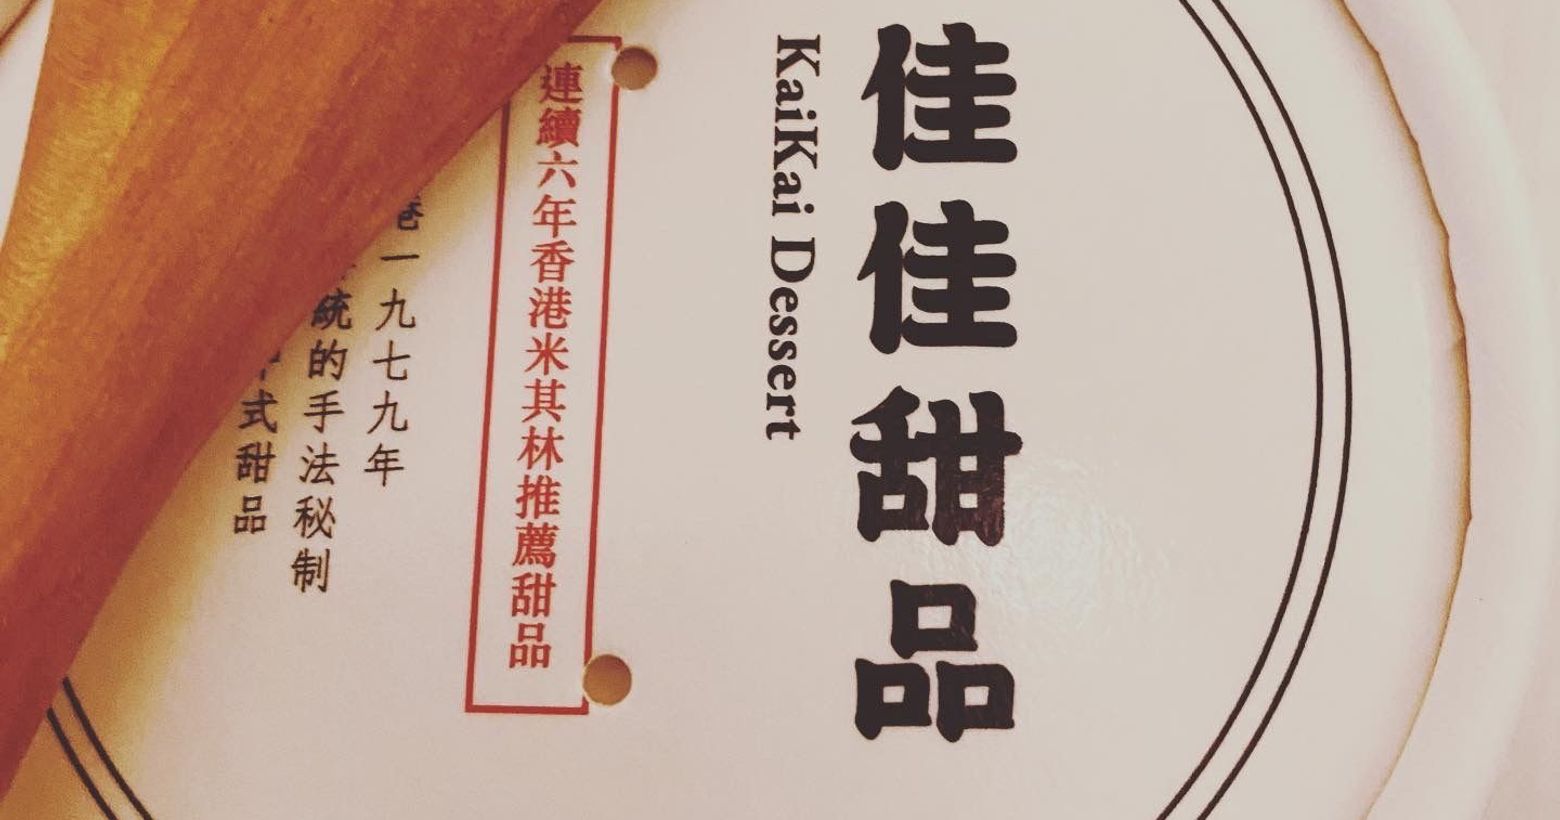 佳佳甜品
KaiKai Dessert
連續六年香港米其林推薦甜品
港一九七九年
統的手法秘制
式甜品